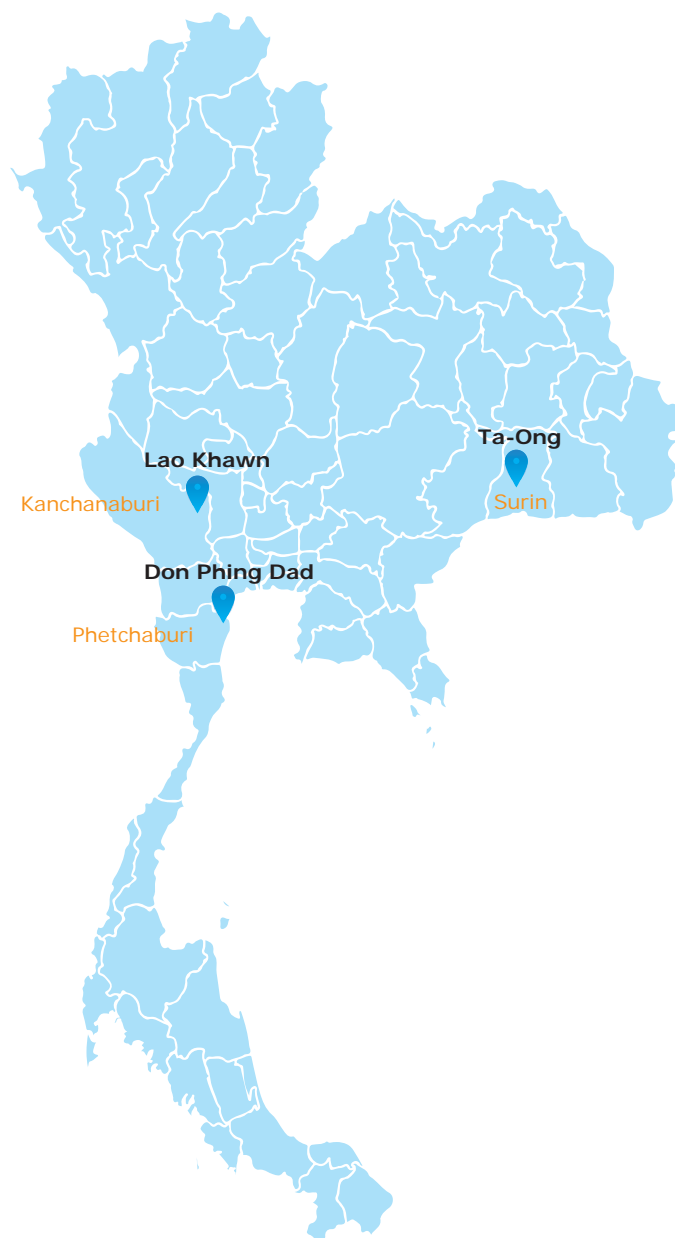 Ta-Ong
Lao Khawn
Kanchanaburi
Surin
Don Phing Dad
Phetchaburi